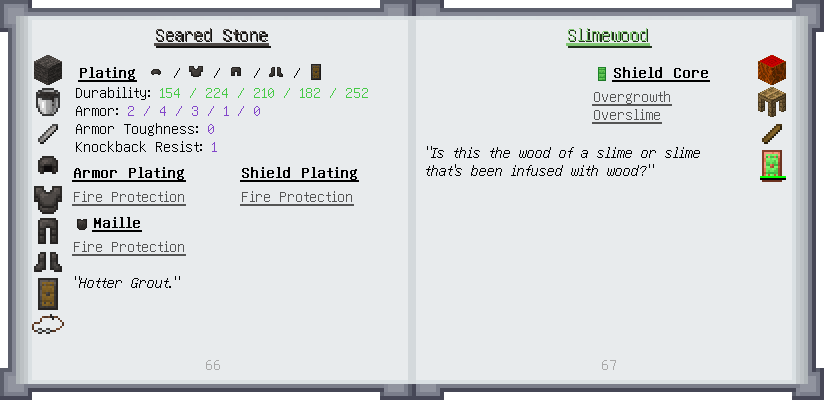 Seared Stone
Plating / / / /
Durability: 154 / 224 / 210 / 182 / 252
Armor: 2 / 4 / 3 / 1 / 0
Armor Toughness: 0
Knockback Resist: 1
Armor Plating Shield Plating
Fire Protection Fire Protection
Maille
Fire Protection
"Hotter Grout."
66
Slimewood
Shield Core
Overgrowth
Overslime
"Is this the wood of a slime or slime
that's been infused with wood?"
67